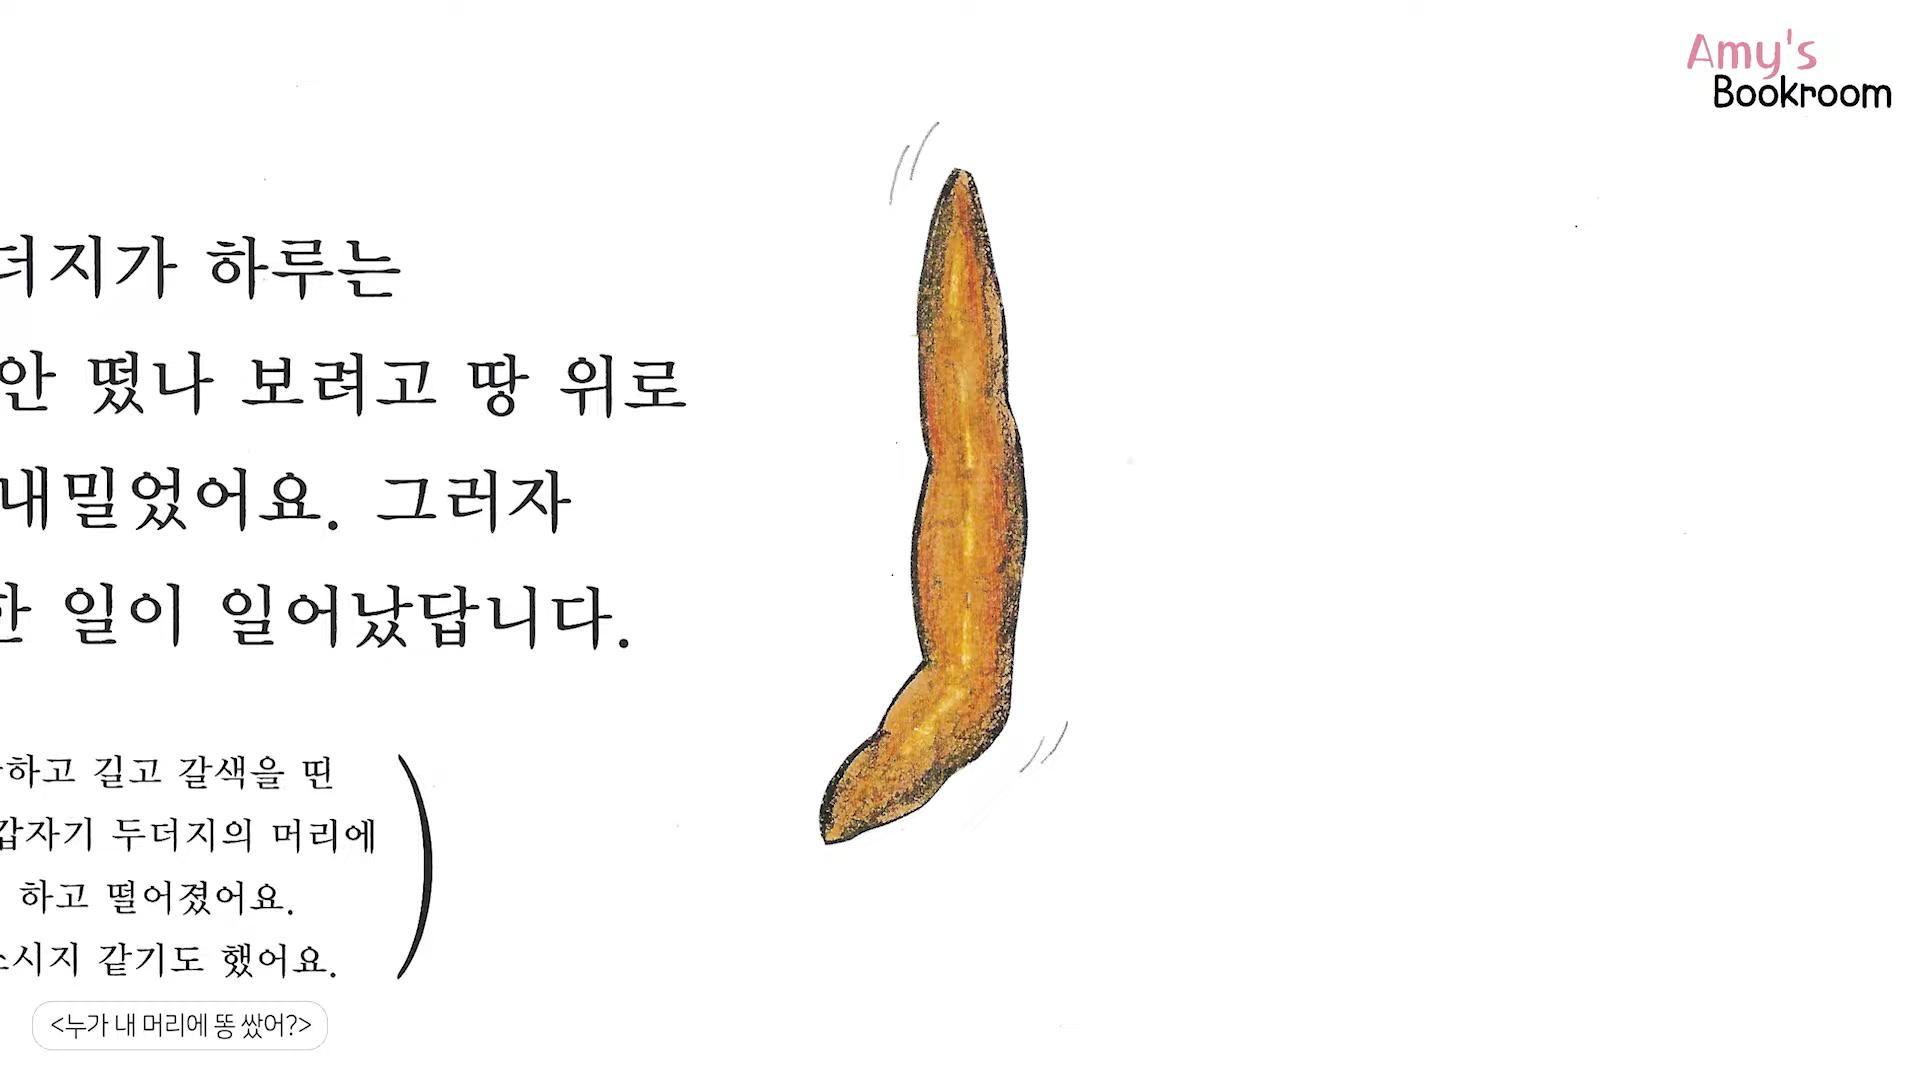 Amy's
Bookroom
더지가 하루는
안 떴나 보려고 땅 위로
내밀었어요. 그러자
한 일이 일어났답니다.
하고 길고 갈색을 띤
갑자기 두더지의 머리에
하고 떨어졌어요.
소시지 같기도 했어요.
<누가 내 머리에 똥 쌌어?>